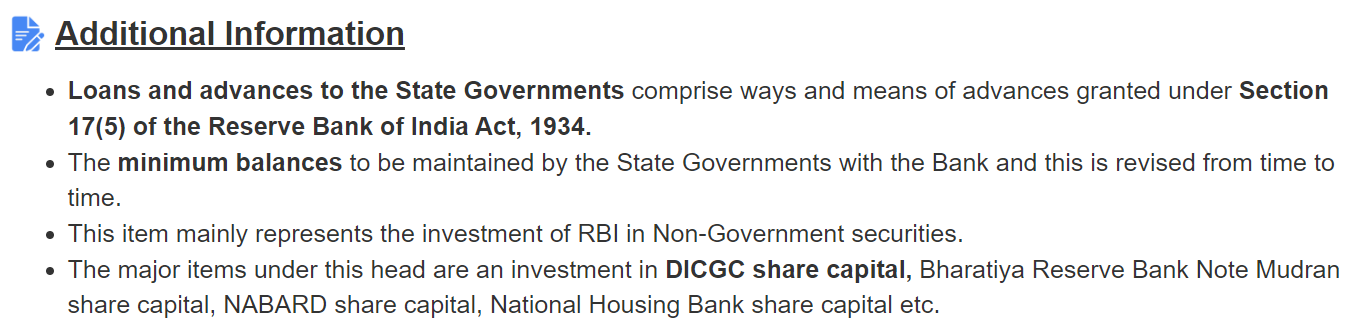 Additional Information
• Loans and advances to the State Governments comprise ways and means of advances granted under Section
17(5) of the Reserve Bank of India Act, 1934.
• The minimum balances to be maintained by the State Governments with the Bank and this is revised from time to
time.
• This item mainly represents the investment of RBI in Non-Government securities.
• The major items under this head are an investment in DICGC share capital, Bharatiya Reserve Bank Note Mudran
share capital, NABARD share capital, National Housing Bank share capital etc.